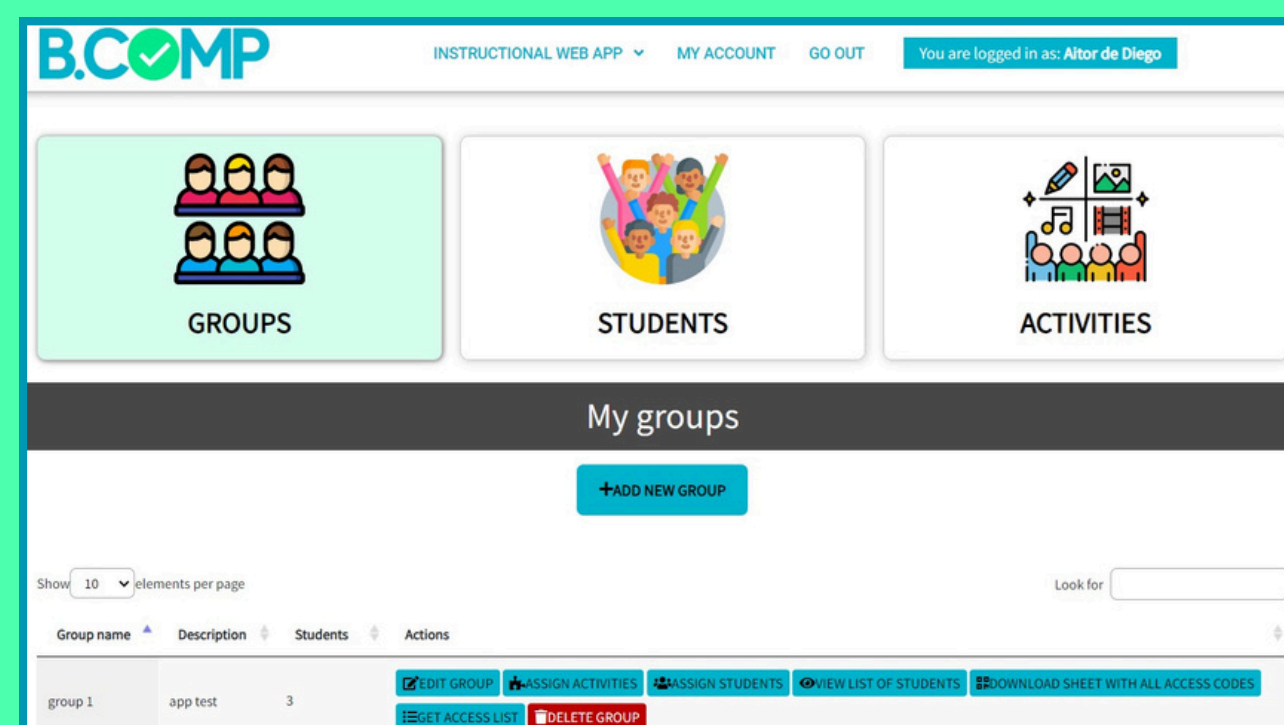 B.COMP
INSTRUCTIONAL WEB APP MY ACCOUNT GO OUT You are logged in as: Aitor de Diego
GROUPS STUDENTS ACTIVITIES
My groups
+ADD NEW GROUP
Show 10 elements per page Look for
Group name Description Students Actions
EDIT GROUP ASSIGN ACTIVITIES ASSIGN STUDENTS VIEW LIST OF STUDENTS DOWNLOAD SHEET WITH ALL ACCESS CODES
group 1 app test 3
GET ACCESS LIST DELETE GROUP